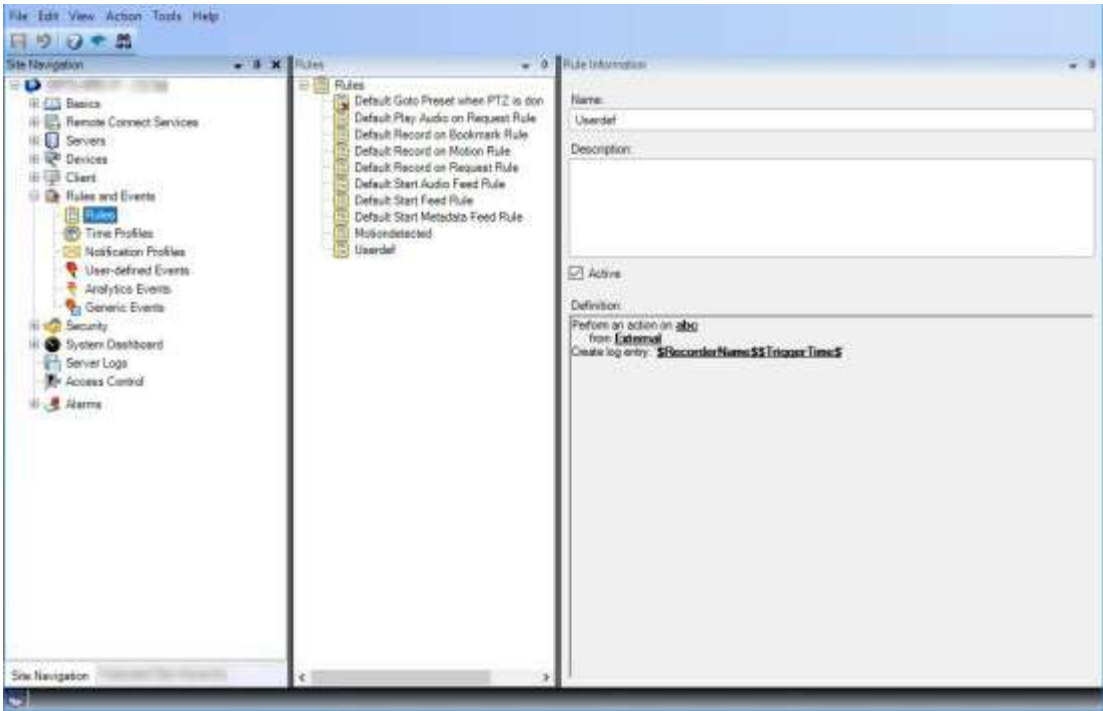 File Edit View Action Tools Help
Site Navigation
Basics
Remote Connect Services
Servers
Devices
Client
Rules and Events
Rules
Time Profiles
Notification Profiles
User-defined Events
Analytics Events
Generic Events
Security
System Dashboard
Server Logs
Access Control
Alarms
Site Navigation
Rules
Rules
Default Goto Preset when PTZ is don
Default Play Audio on Request Rule
Default Record on Bookmark Rule
Default Record on Motion Rule
Default Record on Request Rule
Default Start Audio Feed Rule
Default Start Feed Rule
Default Start Metadata Feed Rule
Motiondetected
Userdef
Rule Information
Name:
Userdef
Description:
Active
Definition:
Perform an action on abc
from External
Create log entry: $RecorderName$$TriggerTime$